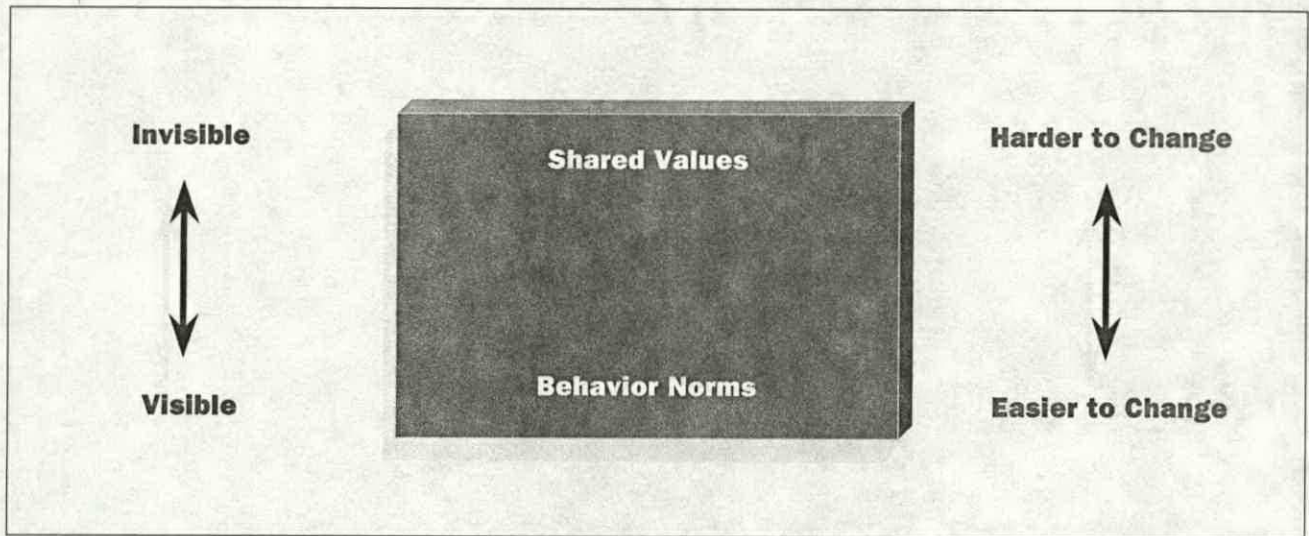 Invisible
Shared Values
Harder to Change
Behavior Norms
Visible
Easier to Change